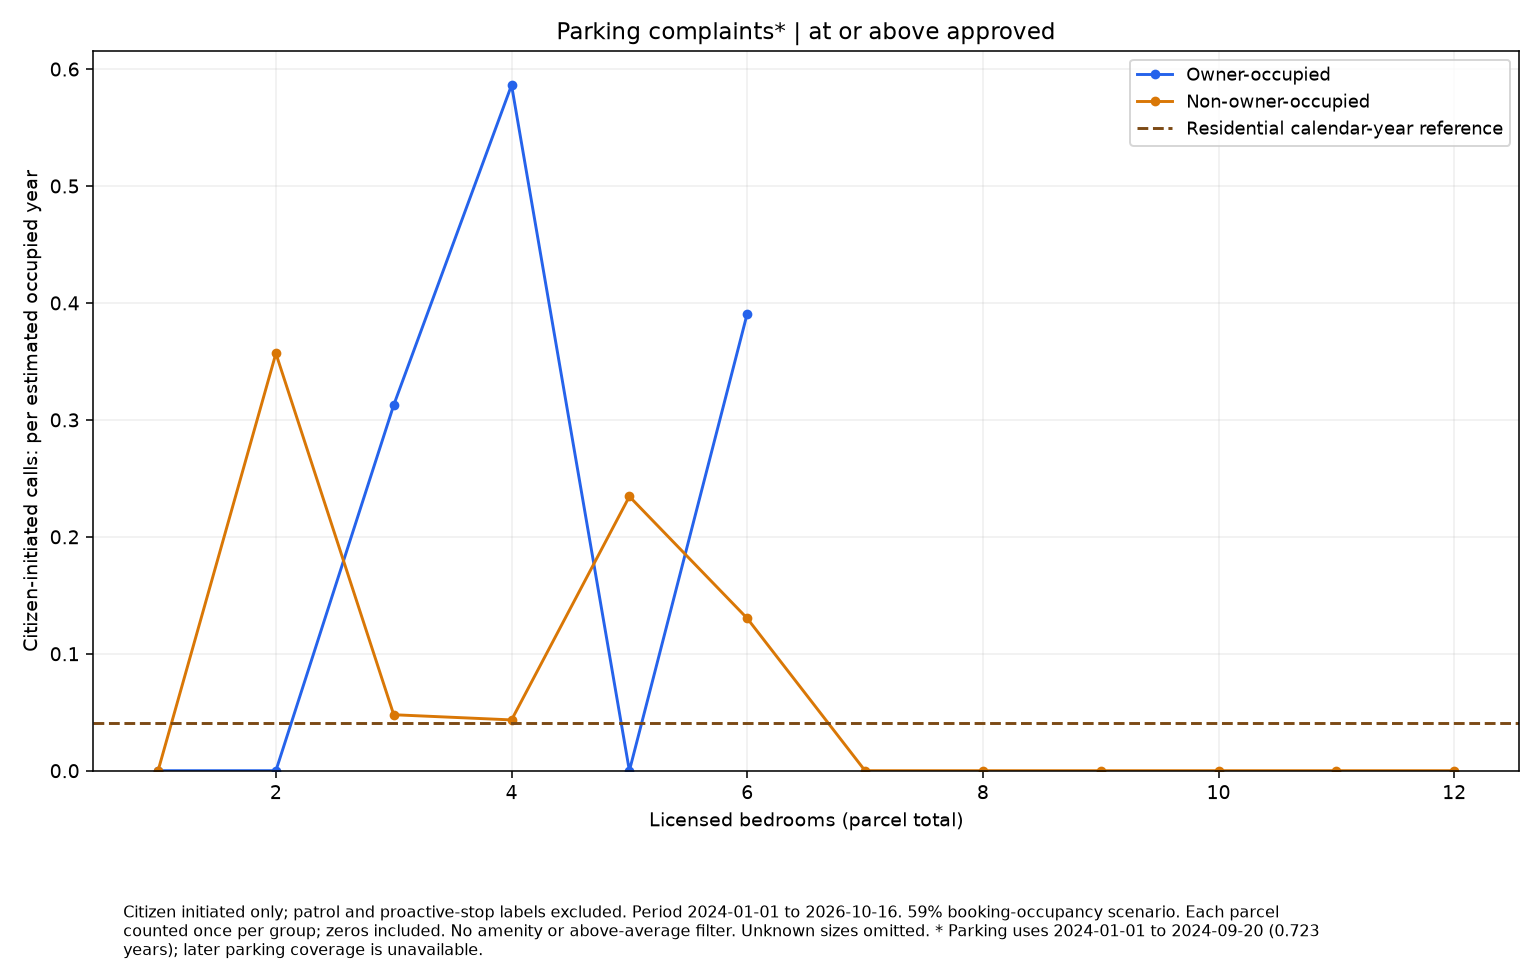 Parking complaints* | at or above approved
Owner-occupied
Non-owner-occupied
Residential calendar-year reference
Citizen-initiated calls: per estimated occupied year
0.6
0.5
0.4
0.3
0.2
0.1
0.0
2 4 6 8 10 12
Licensed bedrooms (parcel total)
Citizen initiated only; patrol and proactive-stop labels excluded. Period 2024-01-01 to 2026-10-16. 59% booking-occupancy scenario. Each parcel
counted once per group; zeros included. No amenity or above-average filter. Unknown sizes omitted. * Parking uses 2024-01-01 to 2024-09-20 (0.723
years); later parking coverage is unavailable.